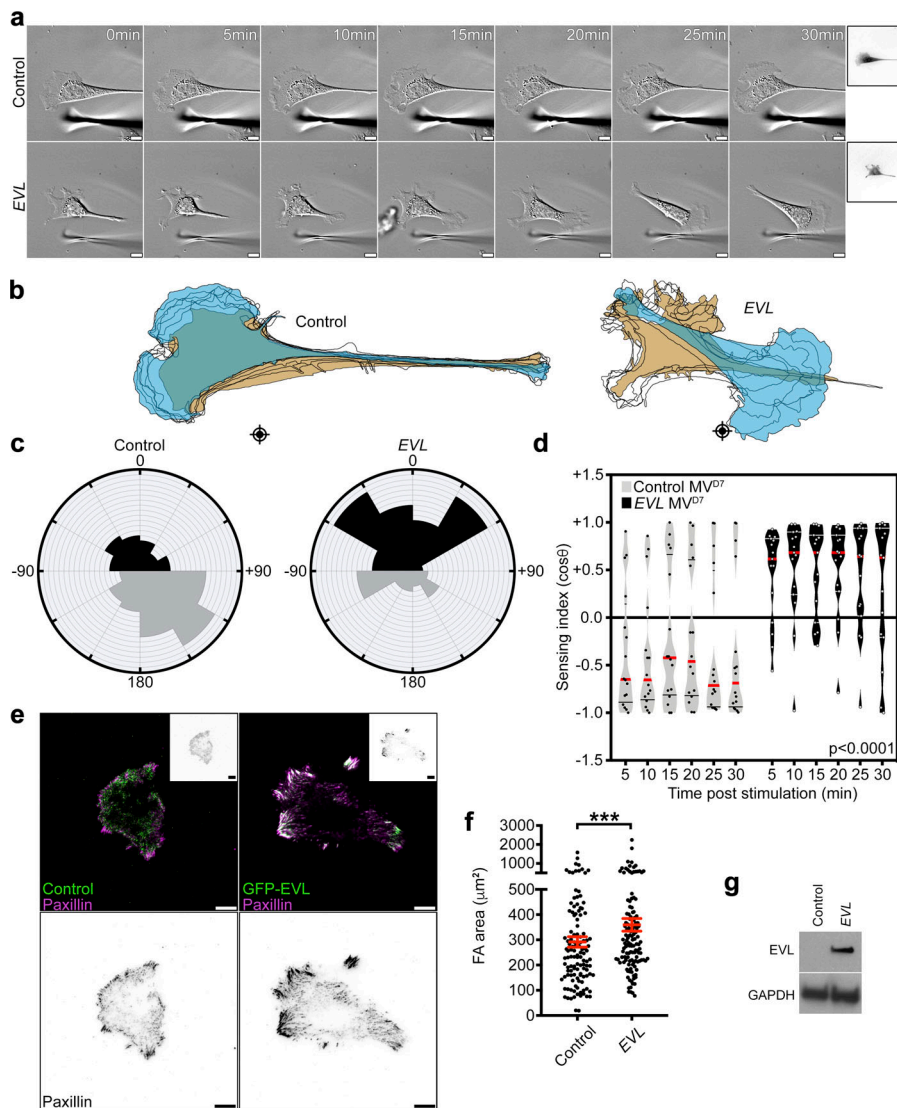 a
0min 5min 10min 15min 20min 25min 30min
Control
EVL
b
Control
EVL
c
Control
EVL
0
0
-90
+90
-90
+90
180
180
d
Control MVᴰ⁷
EVL MVᴰ⁷
Sensing index (cosθ)
+1.5
+1.0
+0.5
0.0
-0.5
-1.0
-1.5
p<0.0001
5 10 15 20 25 30 5 10 15 20 25 30
Time post stimulation (min)
e
Control
Paxillin
GFP-EVL
Paxillin
Paxillin
f
***
FA area (μm²)
3000
2000
1000
500
400
300
200
100
0
Control
EVL
g
Control
EVL
EVL
GAPDH